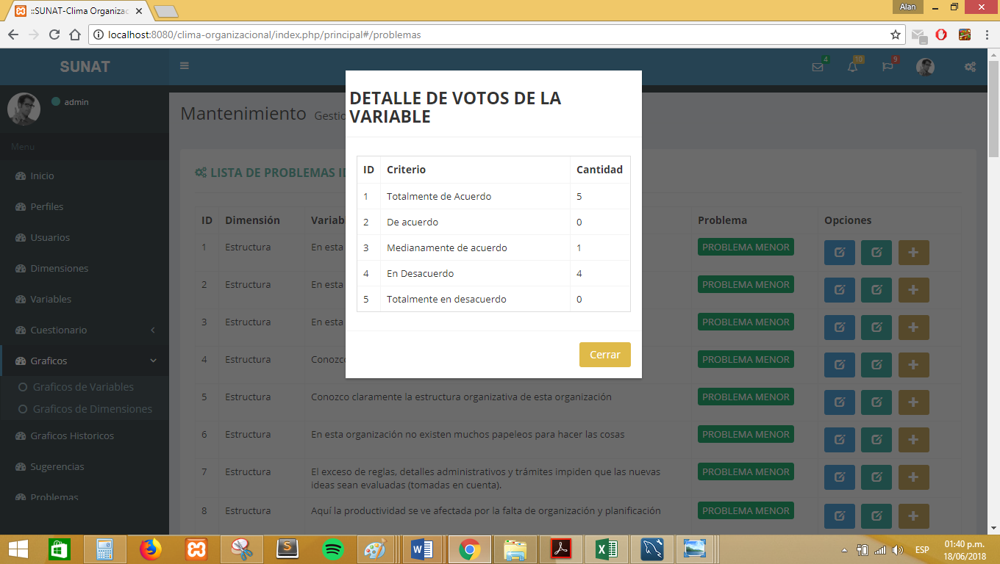 ::SUNAT-Clima Organizac
Alan
localhost:8080/clima-organizacional/index.php/principal#/problemas
SUNAT
4
10
9
admin
Menu
Inicio
Perfiles
Usuarios
Dimensiones
Variables
Cuestionario
Graficos
Graficos de Variables
Graficos de Dimensiones
Graficos Historicos
Sugerencias
Problemas
Mantenimiento
LISTA DE PROBLEMAS
ID Dimensión Problema Opciones
1 Estructura En esta PROBLEMA MENOR
2 Estructura En esta PROBLEMA MENOR
3 Estructura En esta PROBLEMA MENOR
4 Estructura PROBLEMA MENOR
5 Estructura Conozco claramente la estructura organizativa de esta organización PROBLEMA MENOR
6 Estructura En esta organización no existen muchos papeleos para hacer las cosas PROBLEMA MENOR
7 Estructura El exceso de reglas, detalles administrativos y trámites impiden que las nuevas PROBLEMA MENOR
ideas sean evaluadas (tomadas en cuenta).
8 Estructura Aquí la productividad se ve afectada por la falta de organización y planificación PROBLEMA MENOR
DETALLE DE VOTOS DE LA
VARIABLE
ID Criterio Cantidad
1 Totalmente de Acuerdo 5
2 De acuerdo 0
3 Medianamente de acuerdo 1
4 En Desacuerdo 4
5 Totalmente en desacuerdo 0
Cerrar
ESP
01:40 p.m.
18/06/2018